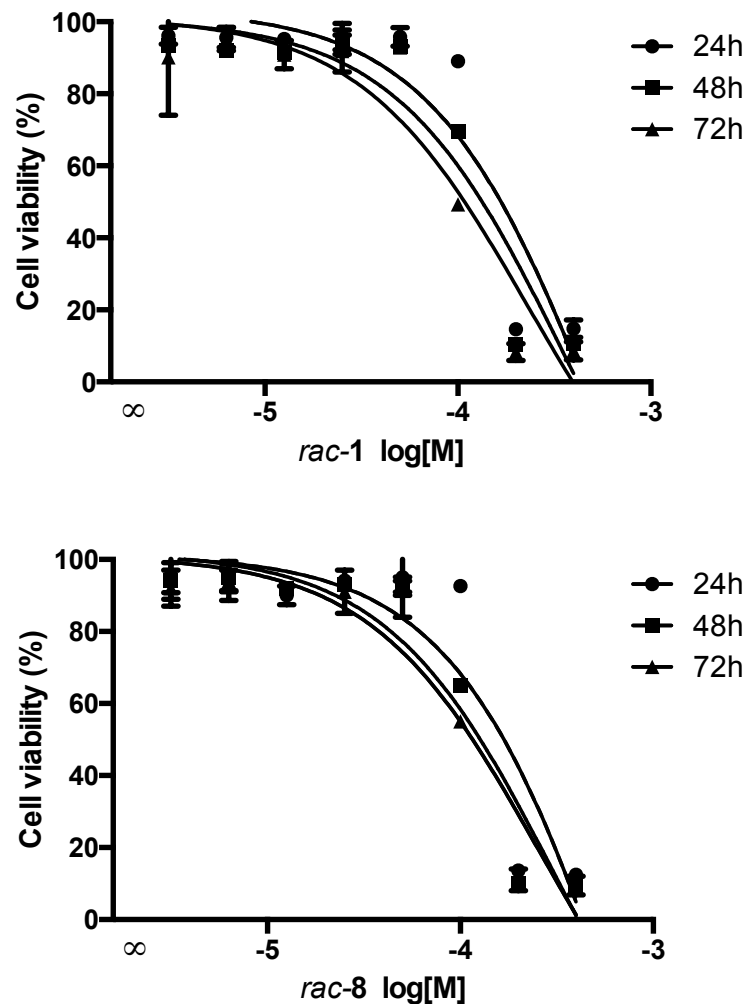 100
80
60
40
20
0
Cell viability (%)
∞
-5
-4
-3
rac-1 log[M]
24h
48h
72h
100
80
60
40
20
0
Cell viability (%)
∞
-5
-4
-3
rac-8 log[M]
24h
48h
72h